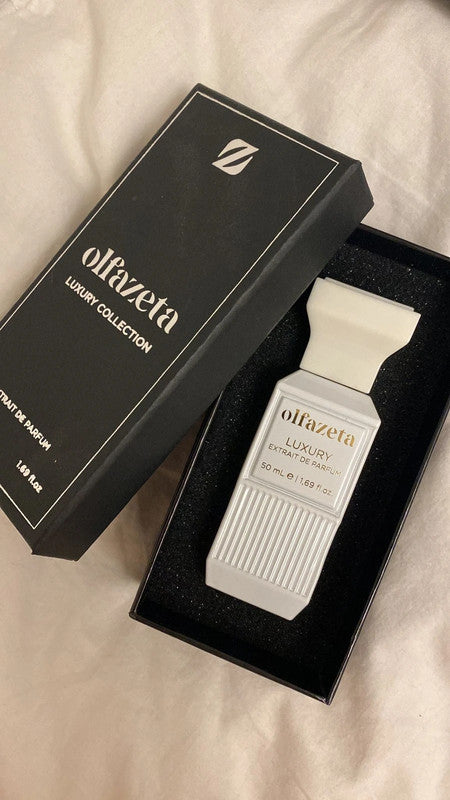 olfazeta
LUXURY COLLECTION
DE PARFUM
1.69 fl.oz
olfazeta
LUXURY
EXTRAIT DE PARFUM
50 mL e | 1.69 fl oz